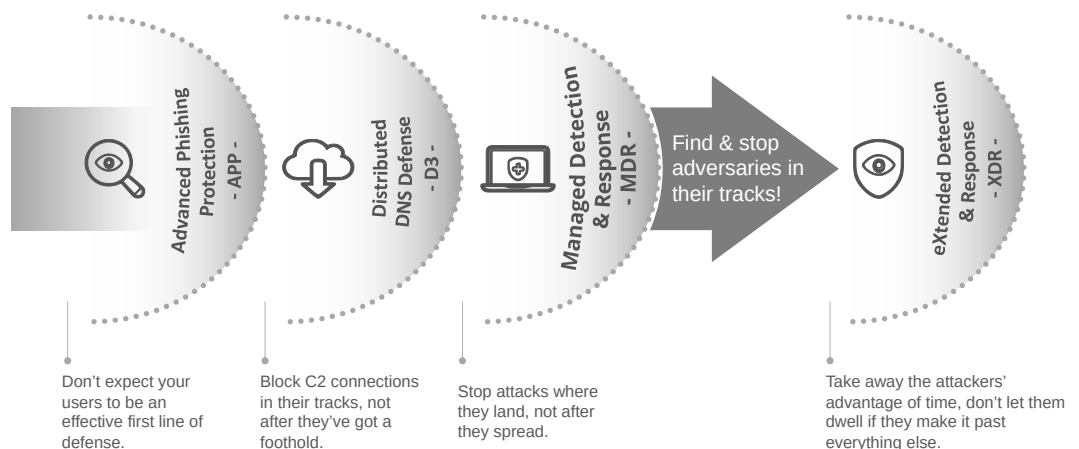 Advanced Phishing
Protection
- APP -
Distributed
DNS Defense
- D3 -
Managed Detection
& Response
- MDR -
Find & stop
adversaries in
their tracks!
eXtended Detection
& Response
- XDR -
Don’t expect your
users to be an
effective first line of
defense.
Block C2 connections
in their tracks, not
after they’ve got a
foothold.
Stop attacks where
they land, not after
they spread.
Take away the attackers’
advantage of time, don’t let them
dwell if they make it past
everything else.